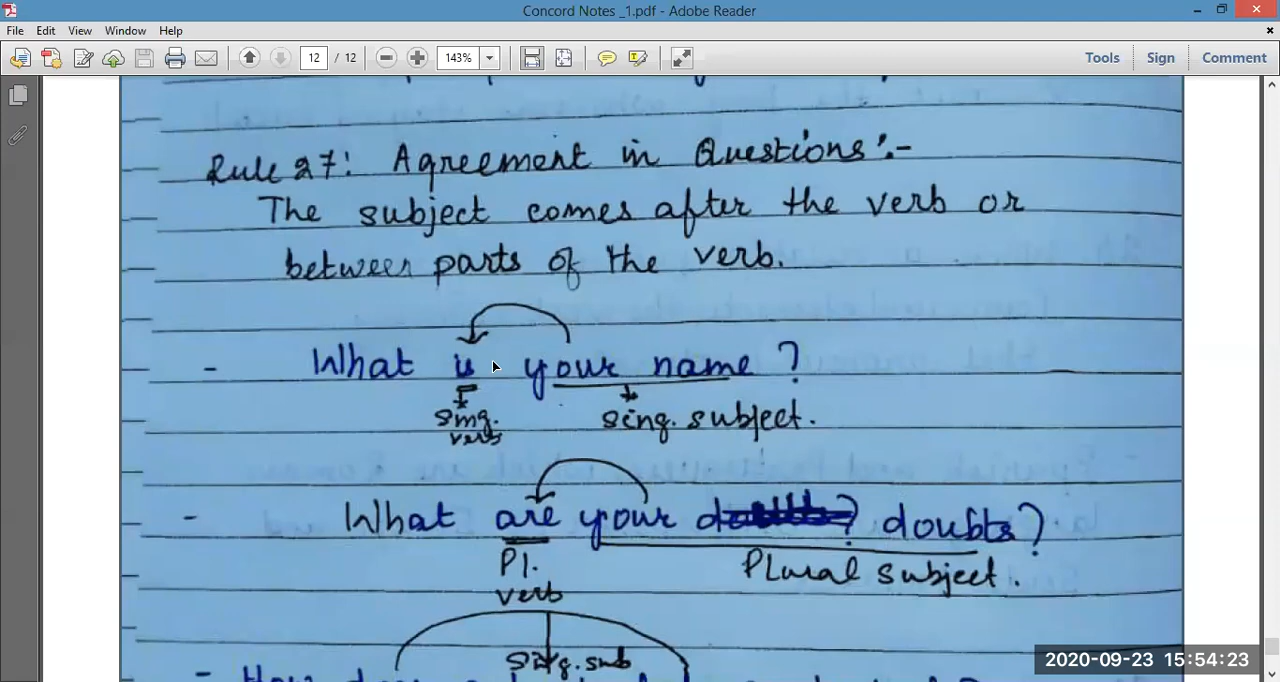 Concord Notes _1.pdf - Adobe Reader
File Edit View Window Help
12 / 12 143% Tools Sign Comment
Rule 27: Agreement in Questions :-
The subject comes after the verb or
between parts of the verb.
- What is your name ?
sing. sing. subject.
verb
- What are your doubts?
Pl. Plural subject.
verb
sing. sub
2020-09-23 15:54:23